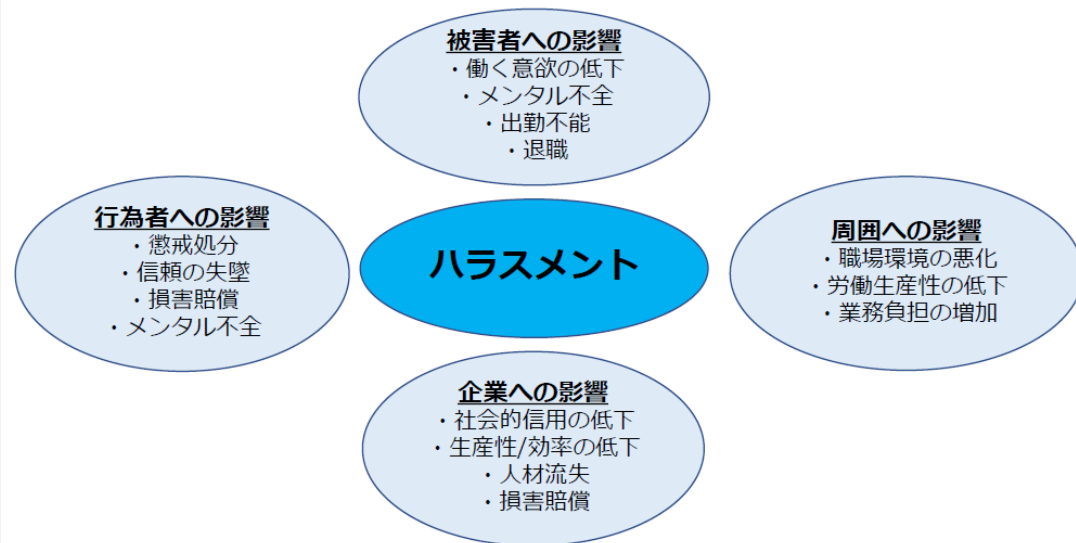 被害者への影響
・働く意欲の低下
・メンタル不全
・出勤不能
・退職
行為者への影響
・懲戒処分
・信頼の失墜
・損害賠償
・メンタル不全
ハラスメント
周囲への影響
・職場環境の悪化
・労働生産性の低下
・業務負担の増加
企業への影響
・社会的信用の低下
・生産性/効率の低下
・人材流失
・損害賠償